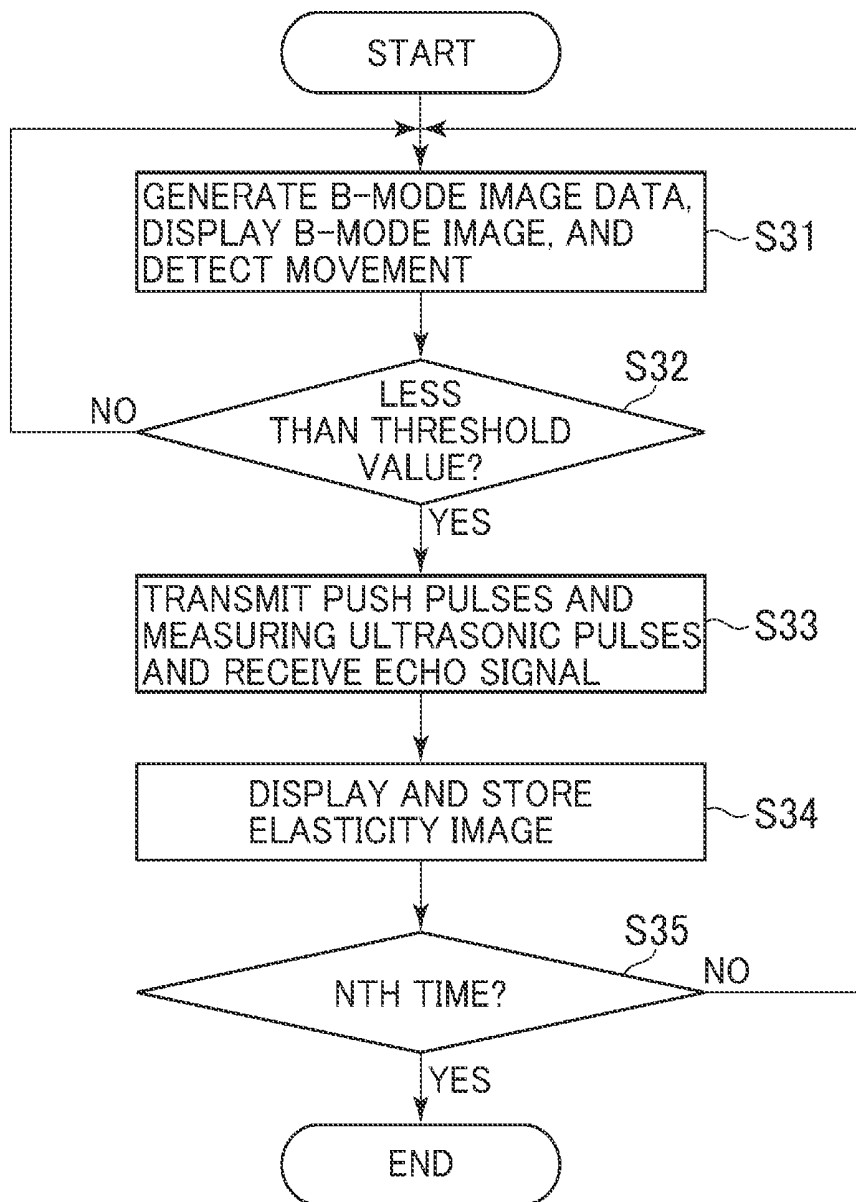 START
GENERATE B-MODE IMAGE DATA,
DISPLAY B-MODE IMAGE, AND
DETECT MOVEMENT
S31
S32
LESS
THAN THRESHOLD
VALUE?
NO
YES
TRANSMIT PUSH PULSES AND
MEASURING ULTRASONIC PULSES
AND RECEIVE ECHO SIGNAL
S33
DISPLAY AND STORE
ELASTICITY IMAGE
S34
S35
NTH TIME?
NO
YES
END